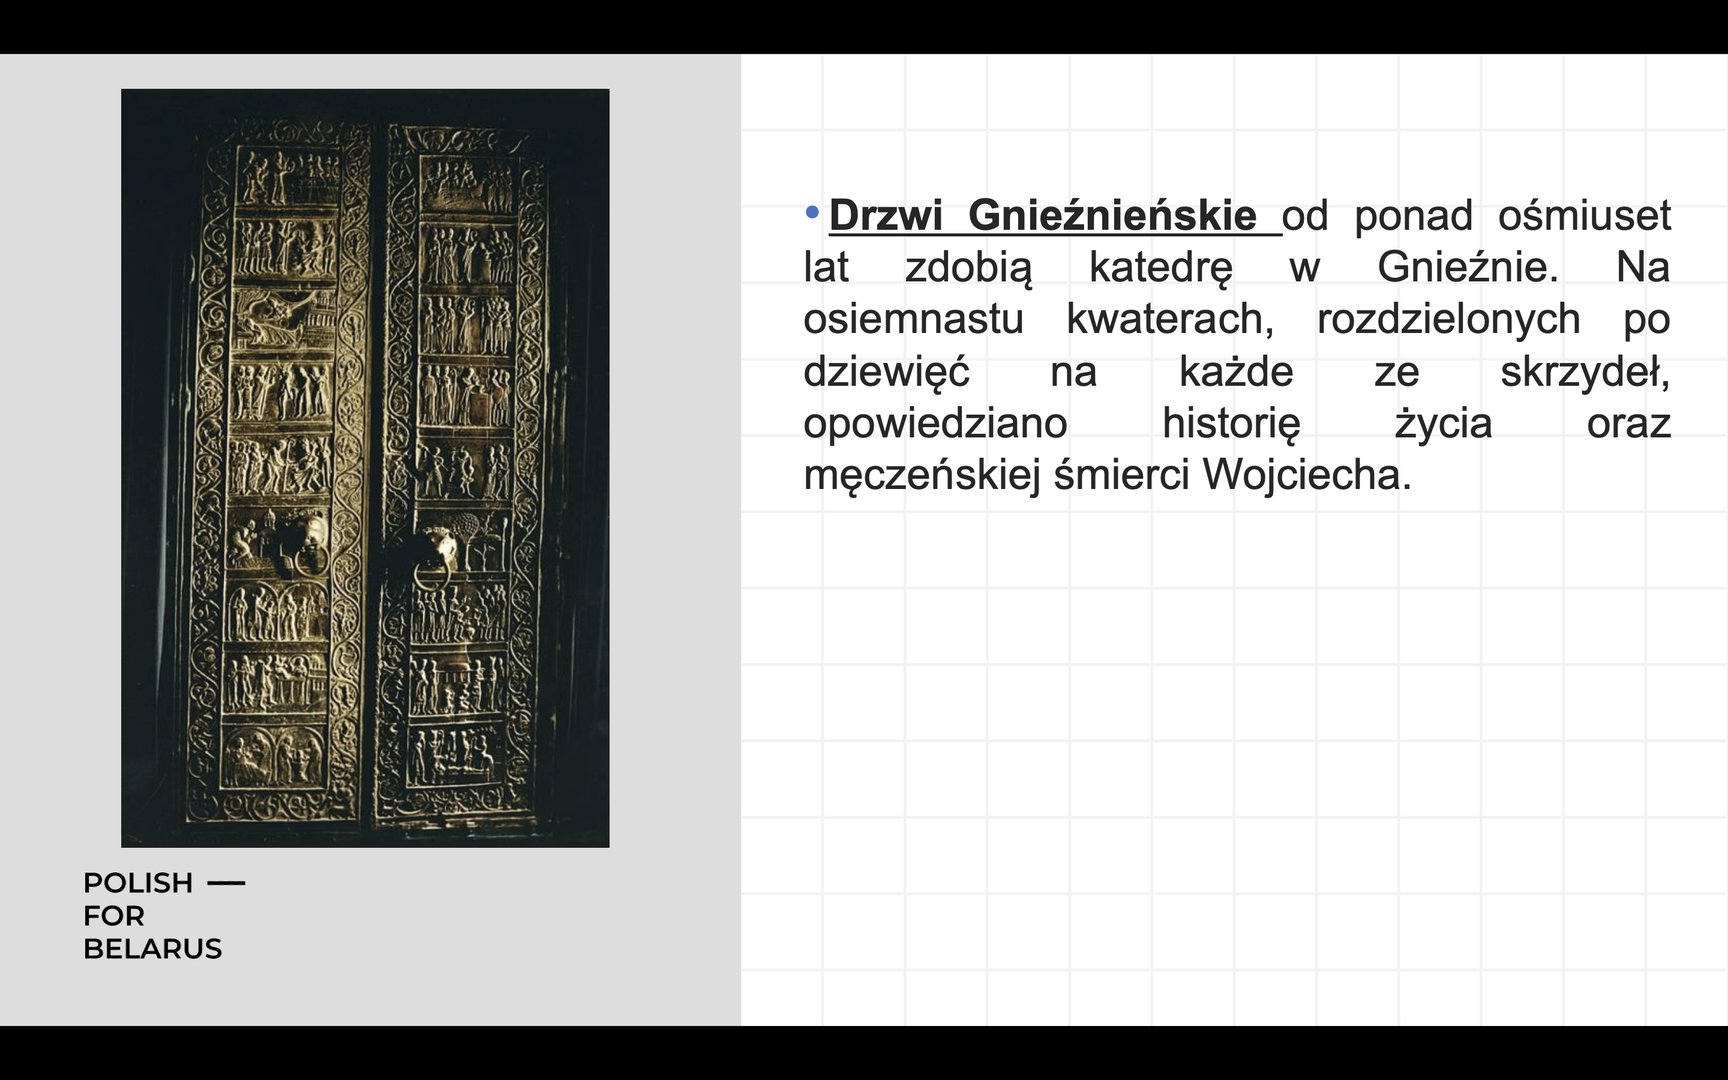 • Drzwi Gnieźnieńskie od ponad ośmiuset
lat zdobią katedrę w Gnieźnie. Na
osiemnastu kwaterach, rozdzielonych po
dziewięć na każde ze skrzydeł,
opowiedziano historię życia oraz
męczeńskiej śmierci Wojciecha.
POLISH —
FOR
BELARUS